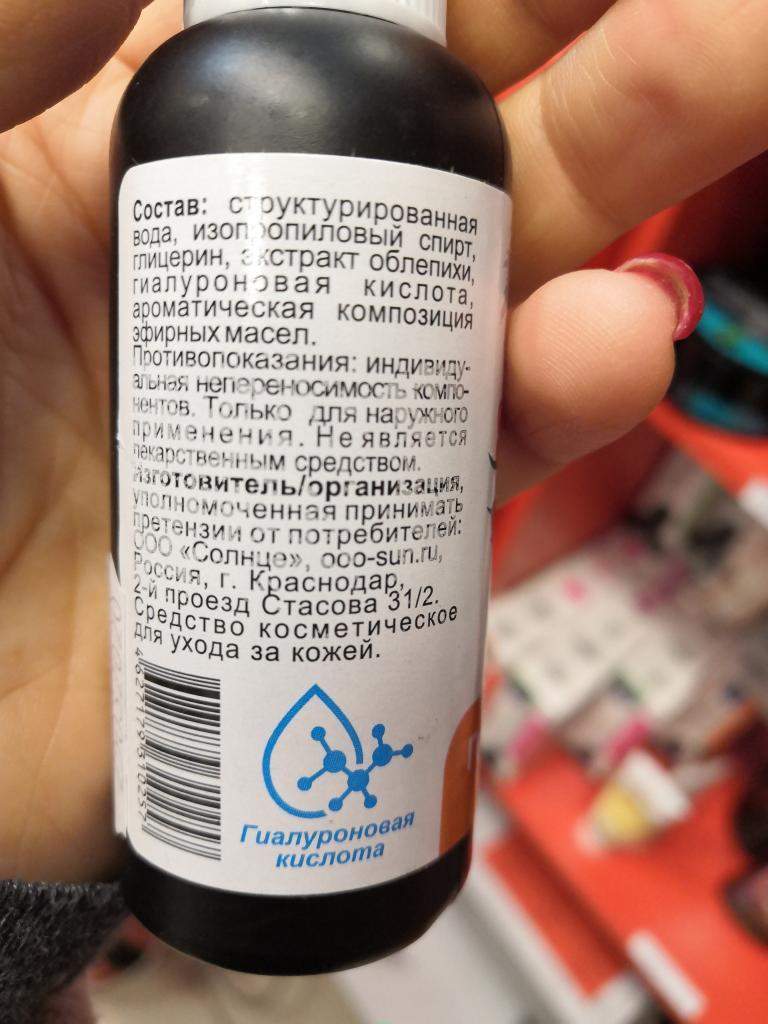 Состав: структурированная
вода, изопропиловый спирт,
глицерин, экстракт облепихи,
гиалуроновая кислота,
ароматическая композиция
эфирных масел.
Противопоказания: индивиду-
альная непереносимость компо-
нентов. Только для наружного
применения. Не является
лекарственным средством.
Изготовитель/организация,
уполномоченная принимать
претензии от потребителей:
ООО «Солнце», ooo-sun.ru,
Россия, г. Краснодар,
2-й проезд Стасова 31/2.
Средство косметическое
для ухода за кожей.
Гиалуроновая
кислота